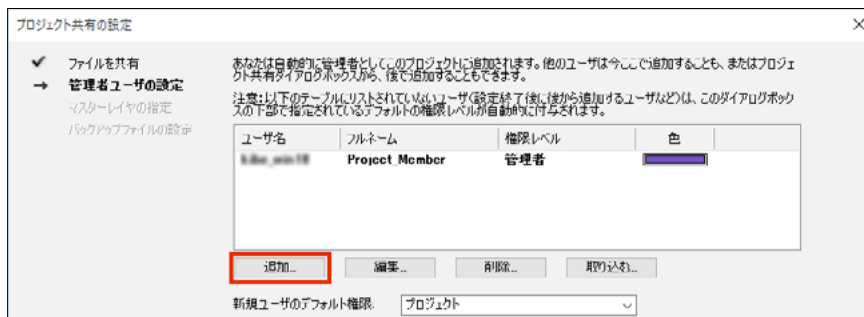 プロジェクト共有の設定
ファイルを共有
管理者ユーザの設定
マスターレイヤの指定
バックアップファイルの設定
あなたは自動的に管理者としてこのプロジェクトに追加されます。他のユーザは今ここで追加することも、またはプロジェ
クト共有ダイアログボックスから、後で追加することもできます。
注意:以下のテーブルにリストされていないユーザ(設定終了後に後から追加するユーザなど)は、このダイアログボック
スの下部で指定されているデフォルトの権限レベルが自動的に付与されます。
ユーザ名 フルネーム 権限レベル 色
Project_Member 管理者
追加... 編集... 削除... 取り込む...
新規ユーザのデフォルト権限: プロジェクト